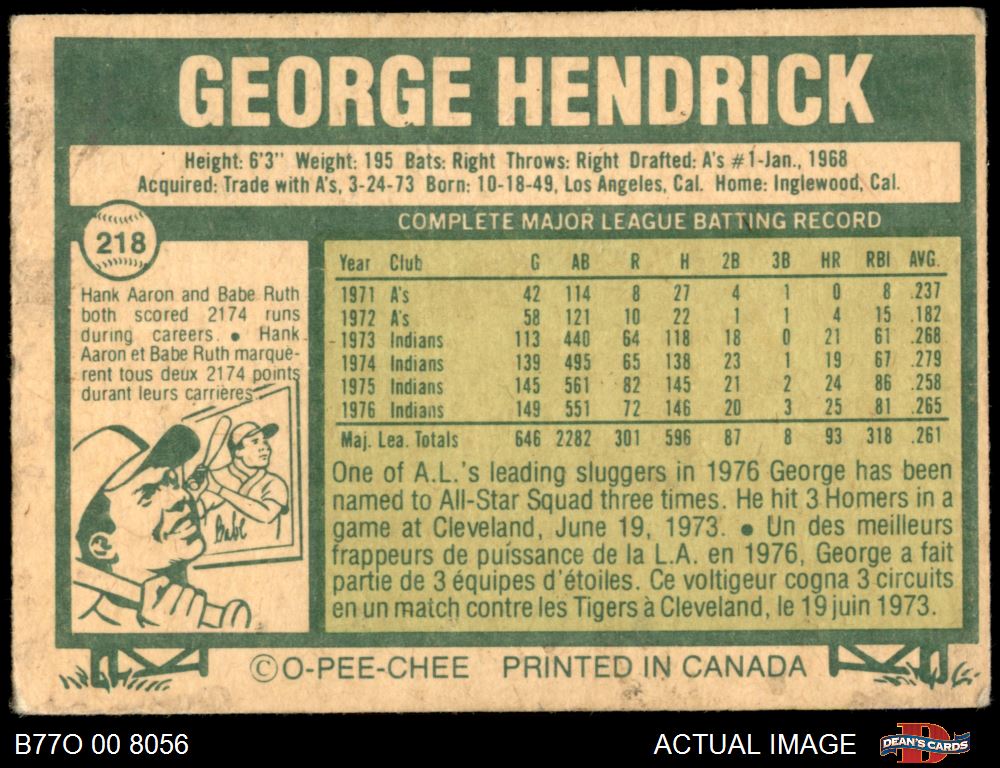 GEORGE HENDRICK
Height: 6'3" Weight: 195 Bats: Right Throws: Right Drafted: A's #1-Jan., 1968
Acquired: Trade with A's, 3-24-73 Born: 10-18-49, Los Angeles, Cal. Home: Inglewood, Cal.
218
Hank Aaron and Babe Ruth
both scored 2174 runs
during careers. ● Hank
Aaron et Babe Ruth marquè-
rent tous deux 2174 points
durant leurs carrières.
Babe
COMPLETE MAJOR LEAGUE BATTING RECORD
Year Club G AB R H 2B 3B HR RBI AVG.
1971 A's 42 114 8 27 4 1 0 8 .237
1972 A's 58 121 10 22 1 1 4 15 .182
1973 Indians 113 440 64 118 18 0 21 61 .268
1974 Indians 139 495 65 138 23 1 19 67 .279
1975 Indians 145 561 82 145 21 2 24 86 .258
1976 Indians 149 551 72 146 20 3 25 81 .265
Maj. Lea. Totals 646 2282 301 596 87 8 93 318 .261
One of A.L.'s leading sluggers in 1976 George has been
named to All-Star Squad three times. He hit 3 Homers in a
game at Cleveland, June 19, 1973. ● Un des meilleurs
frappeurs de puissance de la L.A. en 1976, George a fait
partie de 3 équipes d'étoiles. Ce voltigeur cogna 3 circuits
en un match contre les Tigers à Cleveland, le 19 juin 1973.
© O-PEE-CHEE PRINTED IN CANADA
B77O 00 8056
ACTUAL IMAGE
DEAN'S CARDS